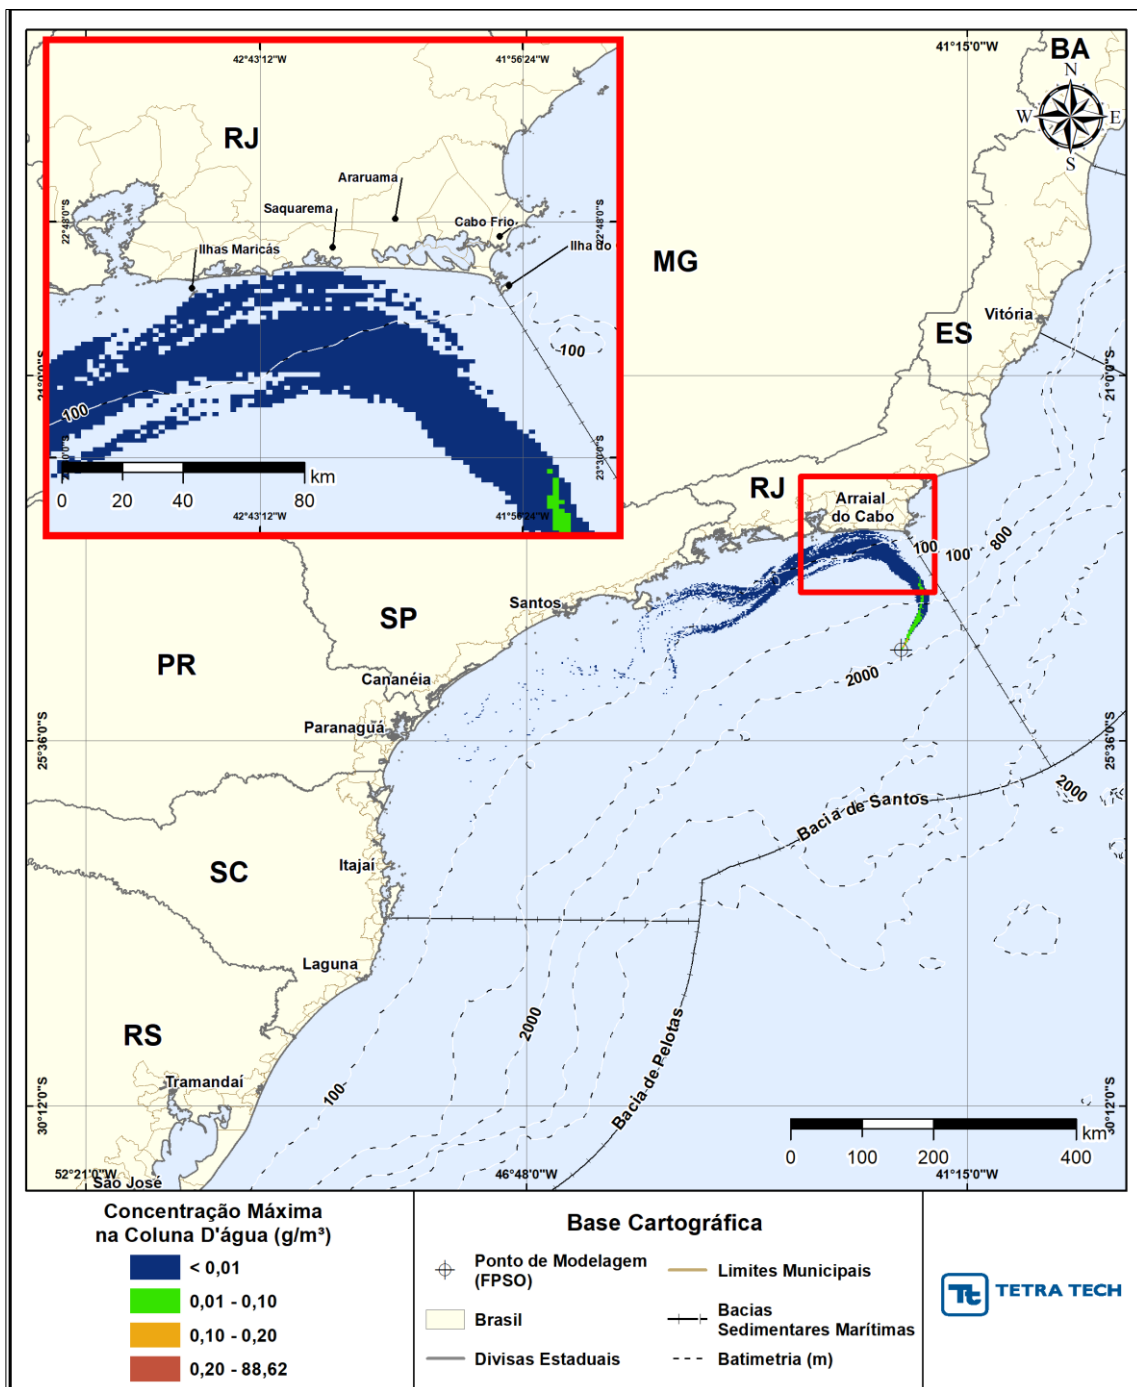 42°43'12"W
41°56'24"W
41°15'0"W
BA
N
W
E
S
RJ
Araruama
Saquarema
Cabo Frio
22°48'0"S
22°48'0"S
Ilhas Maricás
Ilha do
MG
ES
Vitória
100
100
21°0'0"S
21°0'0"S
23°30'0"S
km
0
20
40
80
42°43'12"W
41°56'24"W
RJ
Arraial
do Cabo
100
100
800
Santos
SP
PR
2000
Cananéia
Paranaguá
25°36'0"S
25°36'0"S
2000
Bacia de Santos
SC
Itajaí
Laguna
2000
RS
Bacia de Pelotas
Tramandaí
100
30°12'0"S
km
0
100
200
400
52°21'0"W
46°48'0"W
41°15'0"W
São José
Concentração Máxima
na Coluna D'água (g/m³)
< 0,01
0,01 - 0,10
0,10 - 0,20
0,20 - 88,62
Base Cartográfica
Ponto de Modelagem
(FPSO)
Brasil
Divisas Estaduais
Limites Municipais
Bacias
Sedimentares Marítimas
Batimetria (m)
Tt
TETRA TECH